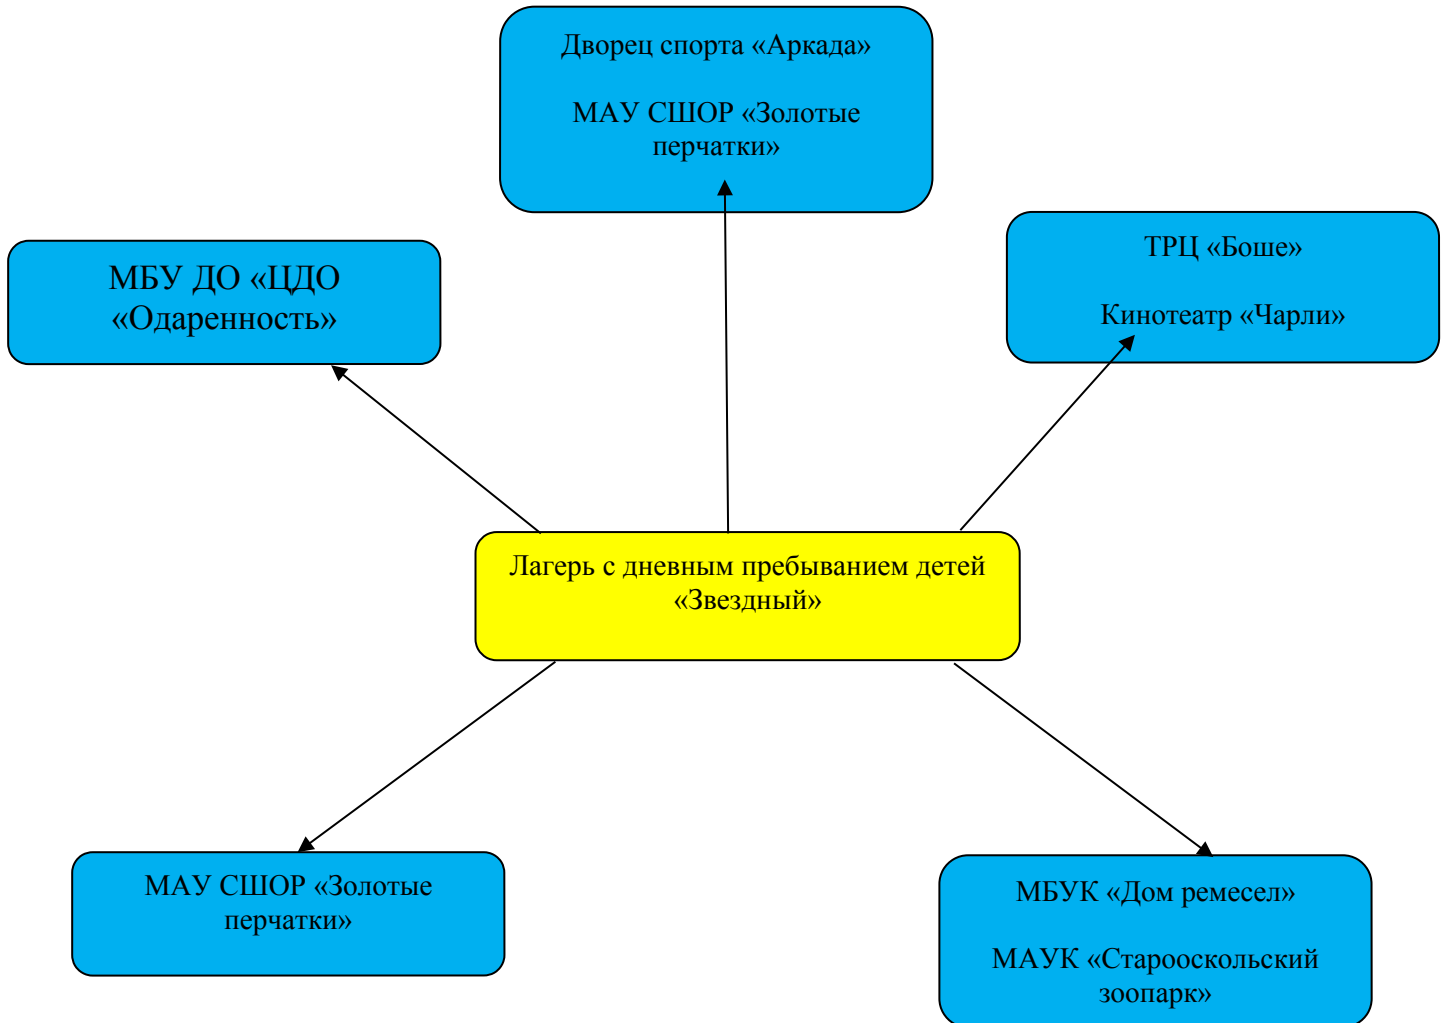 Дворец спорта «Аркада»
МАУ СШОР «Золотые
перчатки»
МБУ ДО «ЦДО
«Одаренность»
ТРЦ «Боше»
Кинотеатр «Чарли»
Лагерь с дневным пребыванием детей
«Звездный»
МАУ СШОР «Золотые
перчатки»
МБУК «Дом ремесел»
МАУК «Старооскольский
зоопарк»